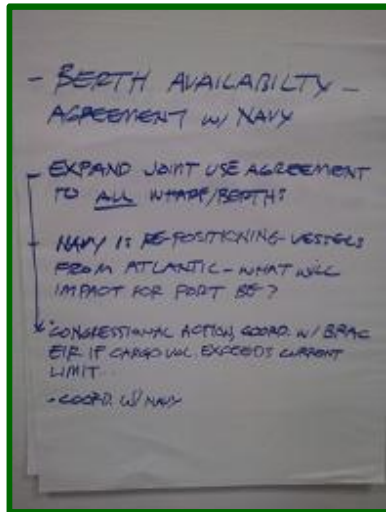 - BERTH AVAILABILTY -
AGREEMENT W/ NAVY
- EXPAND JOINT USE AGREEMENT
TO ALL WHARF/BERTHS
- NAVY IS RE-POSITIONING VESSELS
FROM ATLANTIC - WHAT WILL
IMPACT FOR PORT BE?
• CONGRESSIONAL ACTION, COORD. W/ BRAC
EIR IF CARGO VOL EXCEEDS CURRENT
LIMIT.
- COORD. W/ NAVY